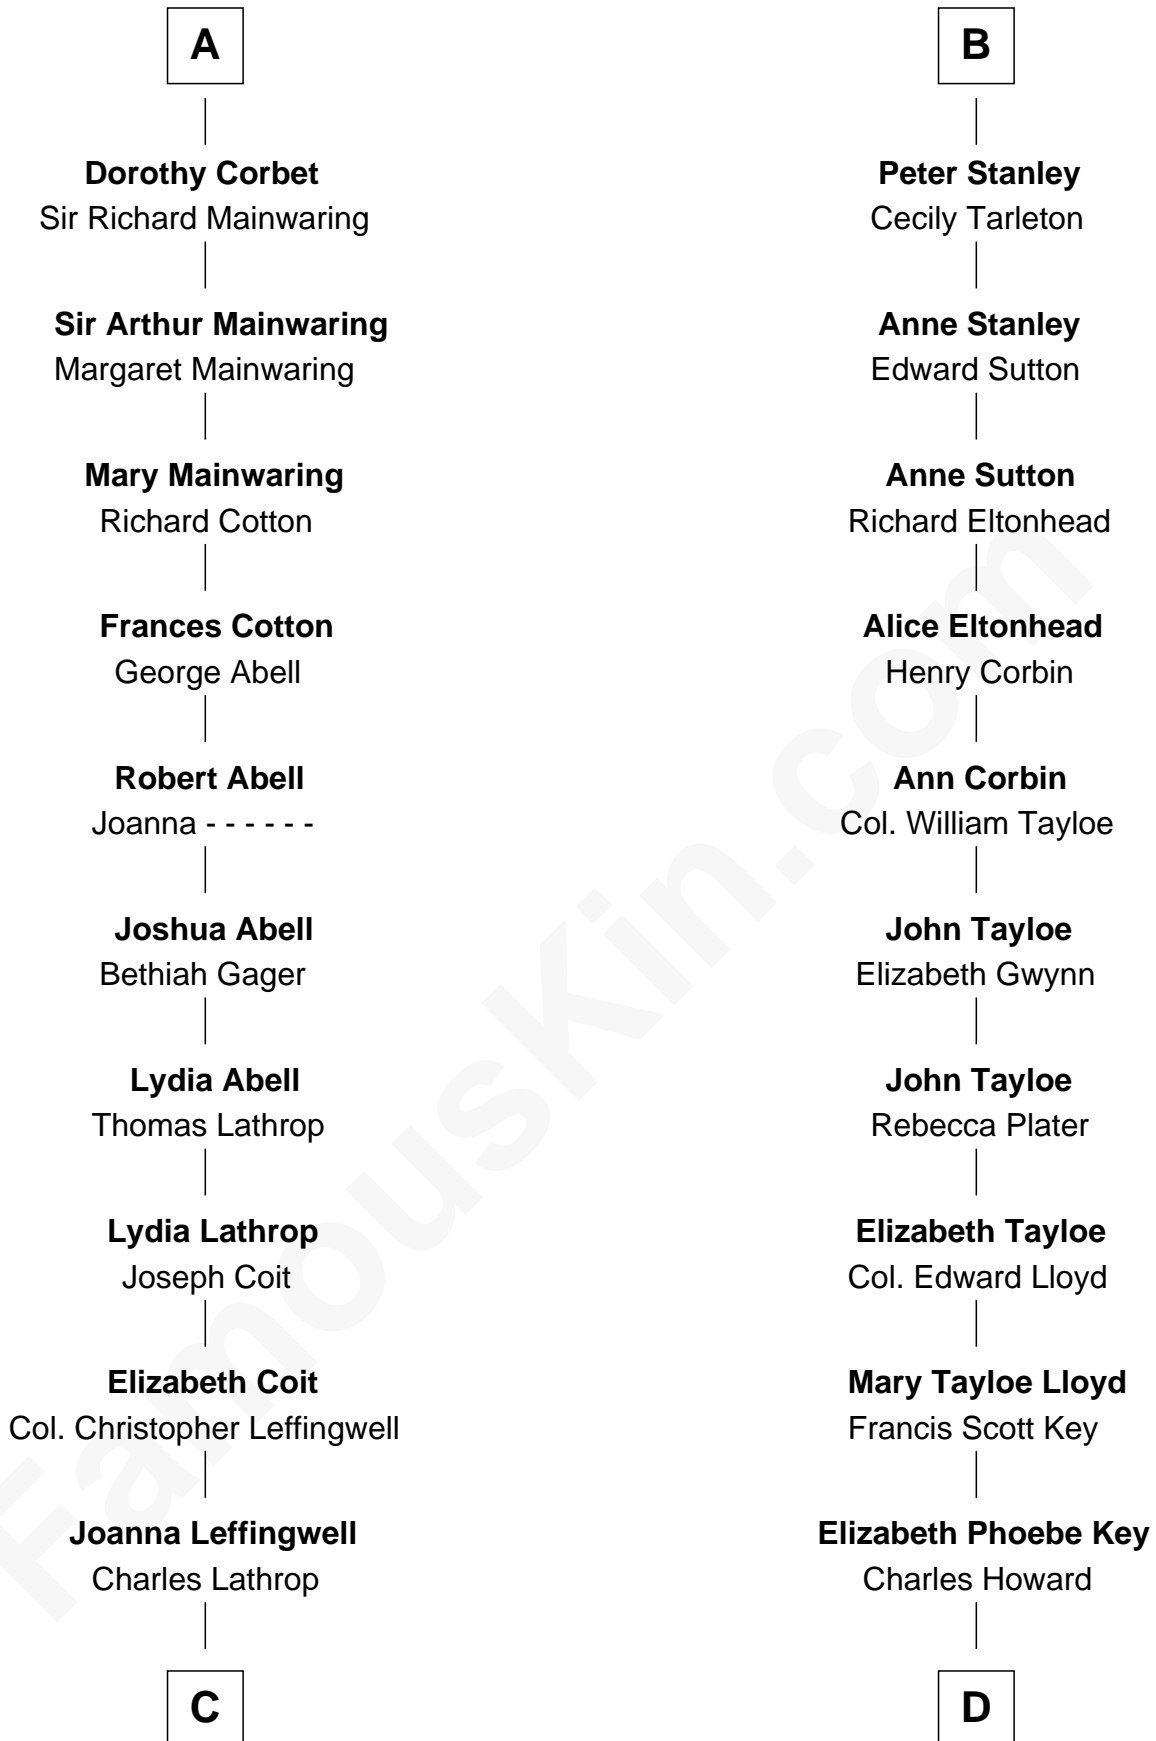 A
Dorothy Corbet
Sir Richard Mainwaring
Sir Arthur Mainwaring
Margaret Mainwaring
Mary Mainwaring
Richard Cotton
Frances Cotton
George Abell
Robert Abell
Joanna - - - - - -
Joshua Abell
Bethiah Gager
Lydia Abell
Thomas Lathrop
Lydia Lathrop
Joseph Coit
Elizabeth Coit
Col. Christopher Leffingwell
Joanna Leffingwell
Charles Lathrop
C
B
Peter Stanley
Cecily Tarleton
Anne Stanley
Edward Sutton
Anne Sutton
Richard Eltonhead
Alice Eltonhead
Henry Corbin
Ann Corbin
Col. William Tayloe
John Tayloe
Elizabeth Gwynn
John Tayloe
Rebecca Plater
Elizabeth Tayloe
Col. Edward Lloyd
Mary Tayloe Lloyd
Francis Scott Key
Elizabeth Phoebe Key
Charles Howard
D
FamousKin.com